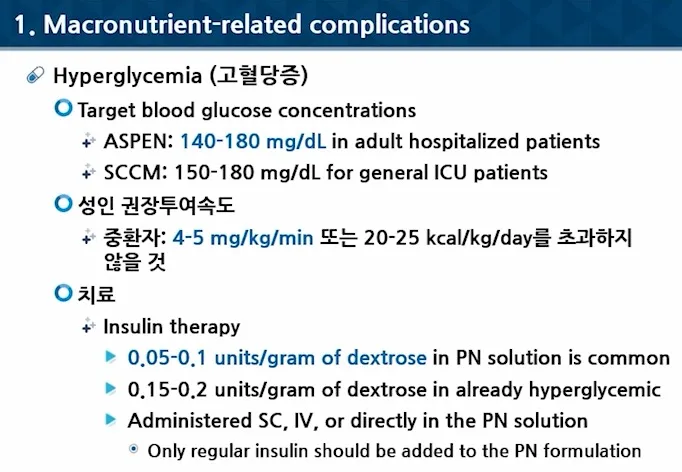 1. Macronutrient-related complications
Hyperglycemia (고혈당증)
Target blood glucose concentrations
ASPEN: 140-180 mg/dL in adult hospitalized patients
SCCM: 150-180 mg/dL for general ICU patients
성인 권장투여속도
중환자: 4-5 mg/kg/min 또는 20-25 kcal/kg/day를 초과하지
않을 것
치료
Insulin therapy
0.05-0.1 units/gram of dextrose in PN solution is common
0.15-0.2 units/gram of dextrose in already hyperglycemic
Administered SC, IV, or directly in the PN solution
Only regular insulin should be added to the PN formulation